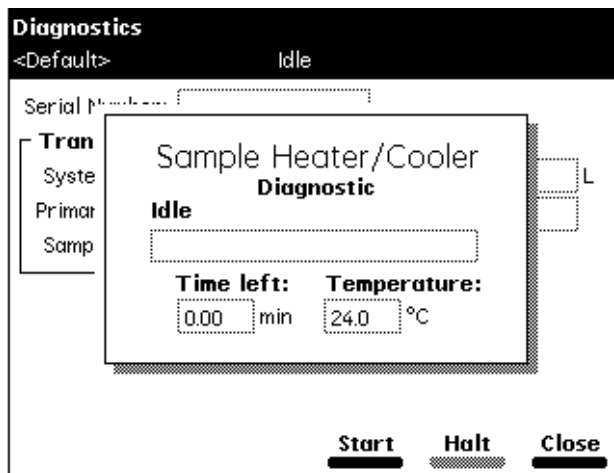 Diagnostics
<Default> Idle
Serial
Tran
Syste L
Primar
Samp
Sample Heater/Cooler
Diagnostic
Idle
Time left: Temperature:
0.00 min 24.0 °C
Start Halt Close